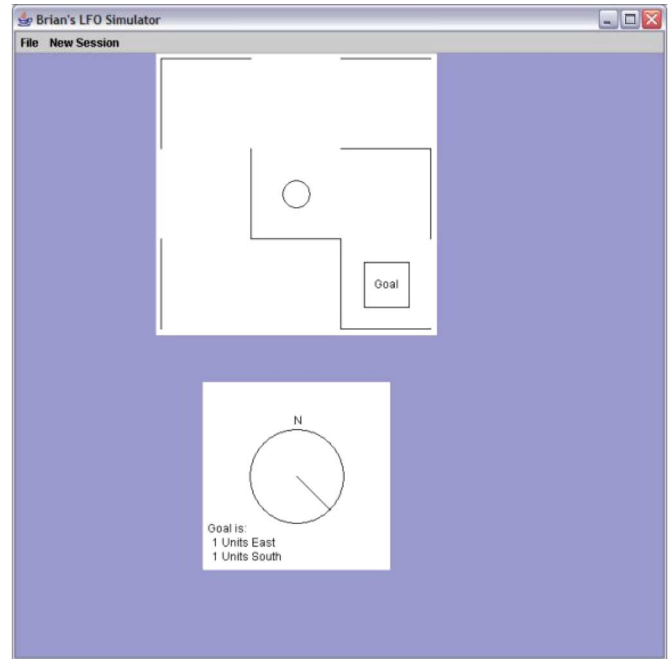 Brian's LFO Simulator
File New Session
Goal
N
Goal is:
1 Units East
1 Units South